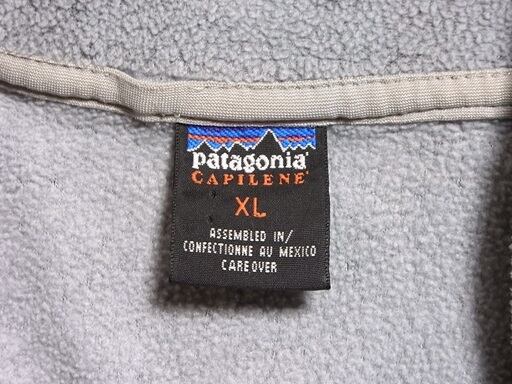 patagonia®
CAPILENE®
XL
ASSEMBLED IN/
CONFECTIONNE AU MEXICO
CARE OVER